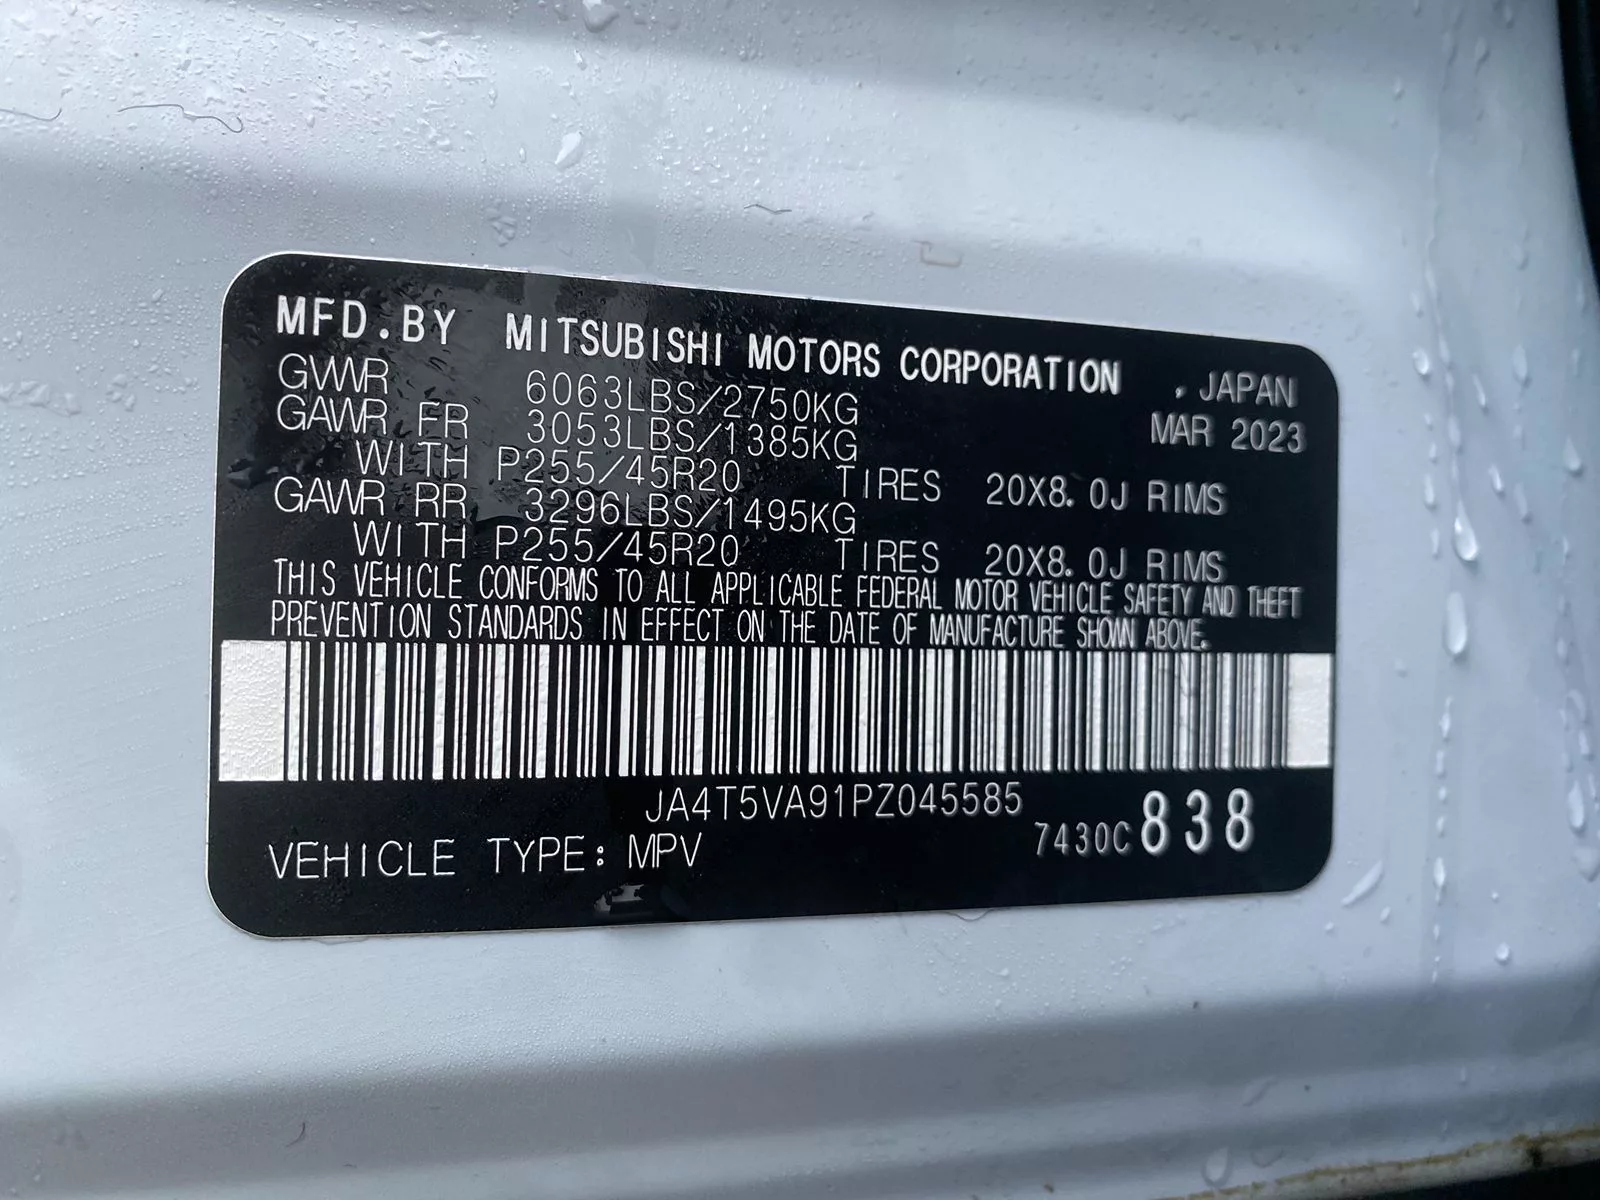 MFD.BY MITSUBISHI MOTORS CORPORATION , JAPAN
GVWR 6063LBS/2750KG MAR 2023
GAWR FR 3053LBS/1385KG
WITH P255/45R20 TIRES 20X8.0J RIMS
GAWR RR 3296LBS/1495KG
WITH P255/45R20 TIRES 20X8.0J RIMS
THIS VEHICLE CONFORMS TO ALL APPLICABLE FEDERAL MOTOR VEHICLE SAFETY AND THEFT
PREVENTION STANDARDS IN EFFECT ON THE DATE OF MANUFACTURE SHOWN ABOVE.
JA4T5VA91PZ045585
VEHICLE TYPE: MPV 7430C 838